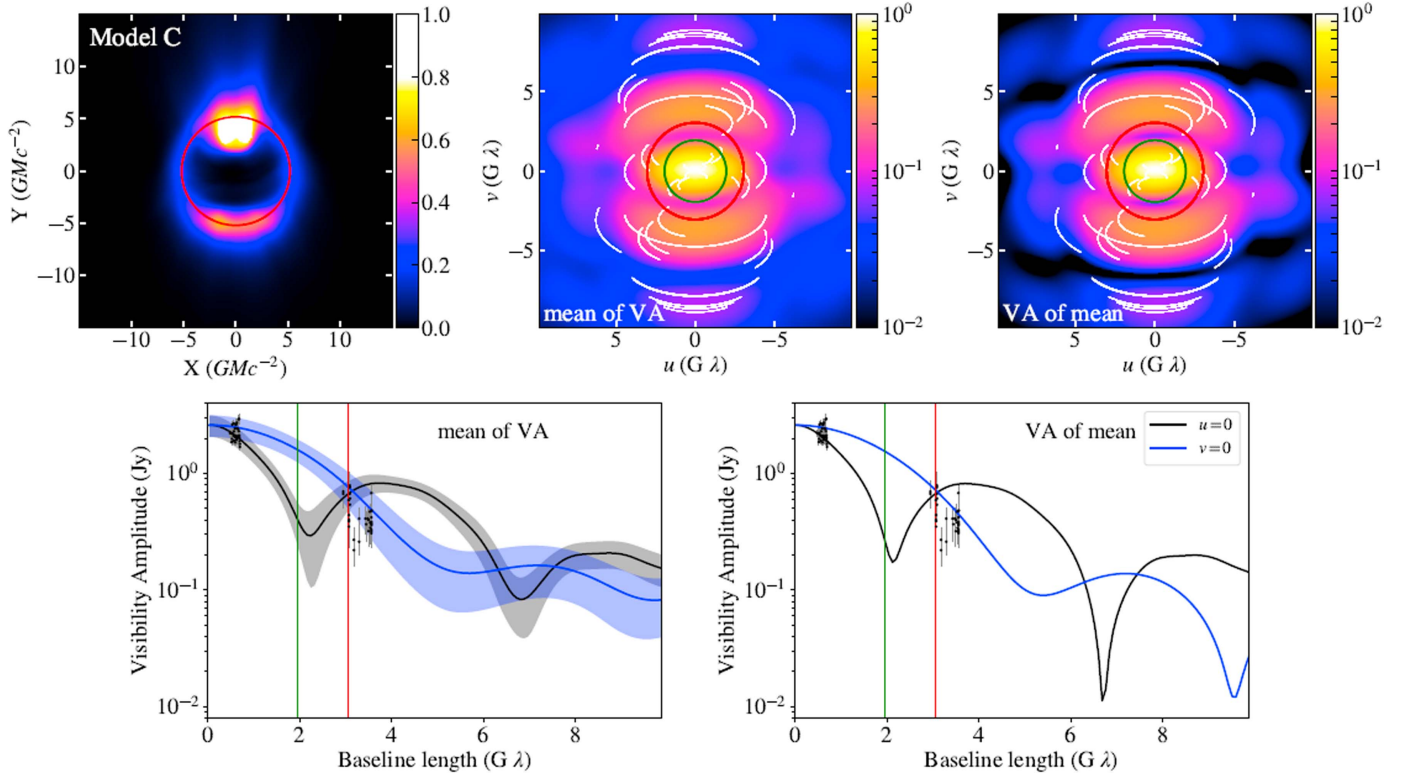 Model C
Y (GMc⁻²)
10
5
0
−5
−10
−10 −5 0 5 10
X (GMc⁻²)
1.0
0.8
0.6
0.4
0.2
0.0
v (G λ)
5
0
−5
mean of VA
5 0 −5
u (G λ)
10⁰
10⁻¹
10⁻²
v (G λ)
5
0
−5
VA of mean
5 0 −5
u (G λ)
10⁰
10⁻¹
10⁻²
mean of VA
Visibility Amplitude (Jy)
10⁰
10⁻¹
10⁻²
0 2 4 6 8
Baseline length (G λ)
VA of mean
u=0
v=0
Visibility Amplitude (Jy)
10⁰
10⁻¹
10⁻²
0 2 4 6 8
Baseline length (G λ)